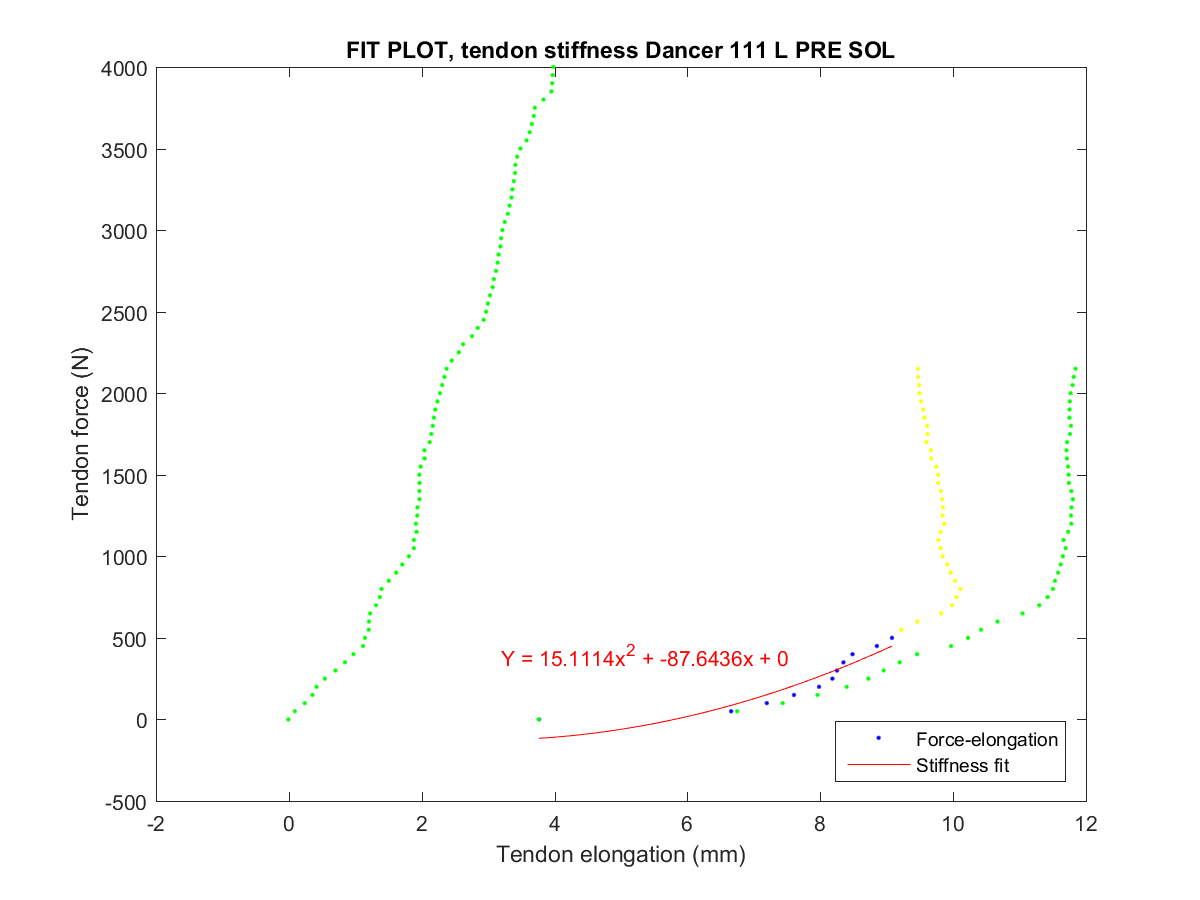 FIT PLOT, tendon stiffness Dancer 111 L PRE SOL
4000
3500
3000
2500
2000
1500
1000
500
0
-500
Tendon force (N)
Y = 15.1114x² + -87.6436x + 0
Force-elongation
Stiffness fit
-2 0 2 4 6 8 10 12
Tendon elongation (mm)